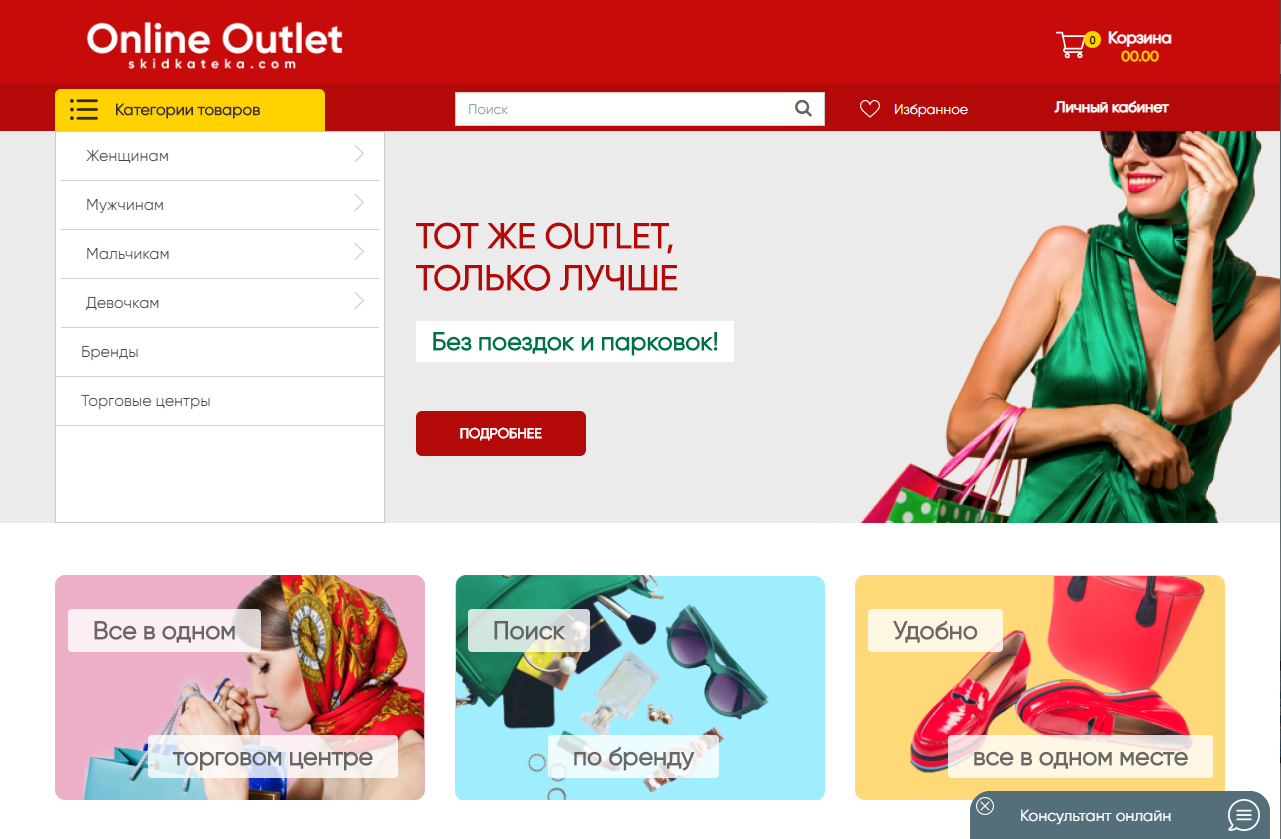 Online Outlet
skidkateka.com
0
Корзина
00.00
Категории товаров
Поиск
Избранное
Личный кабинет
Женщинам
Мужчинам
Мальчикам
Девочкам
Бренды
Торговые центры
ТОТ ЖЕ OUTLET,
ТОЛЬКО ЛУЧШЕ
Без поездок и парковок!
ПОДРОБНЕЕ
Все в одном
торговом центре
Поиск
по бренду
Удобно
все в одном месте
Консультант онлайн